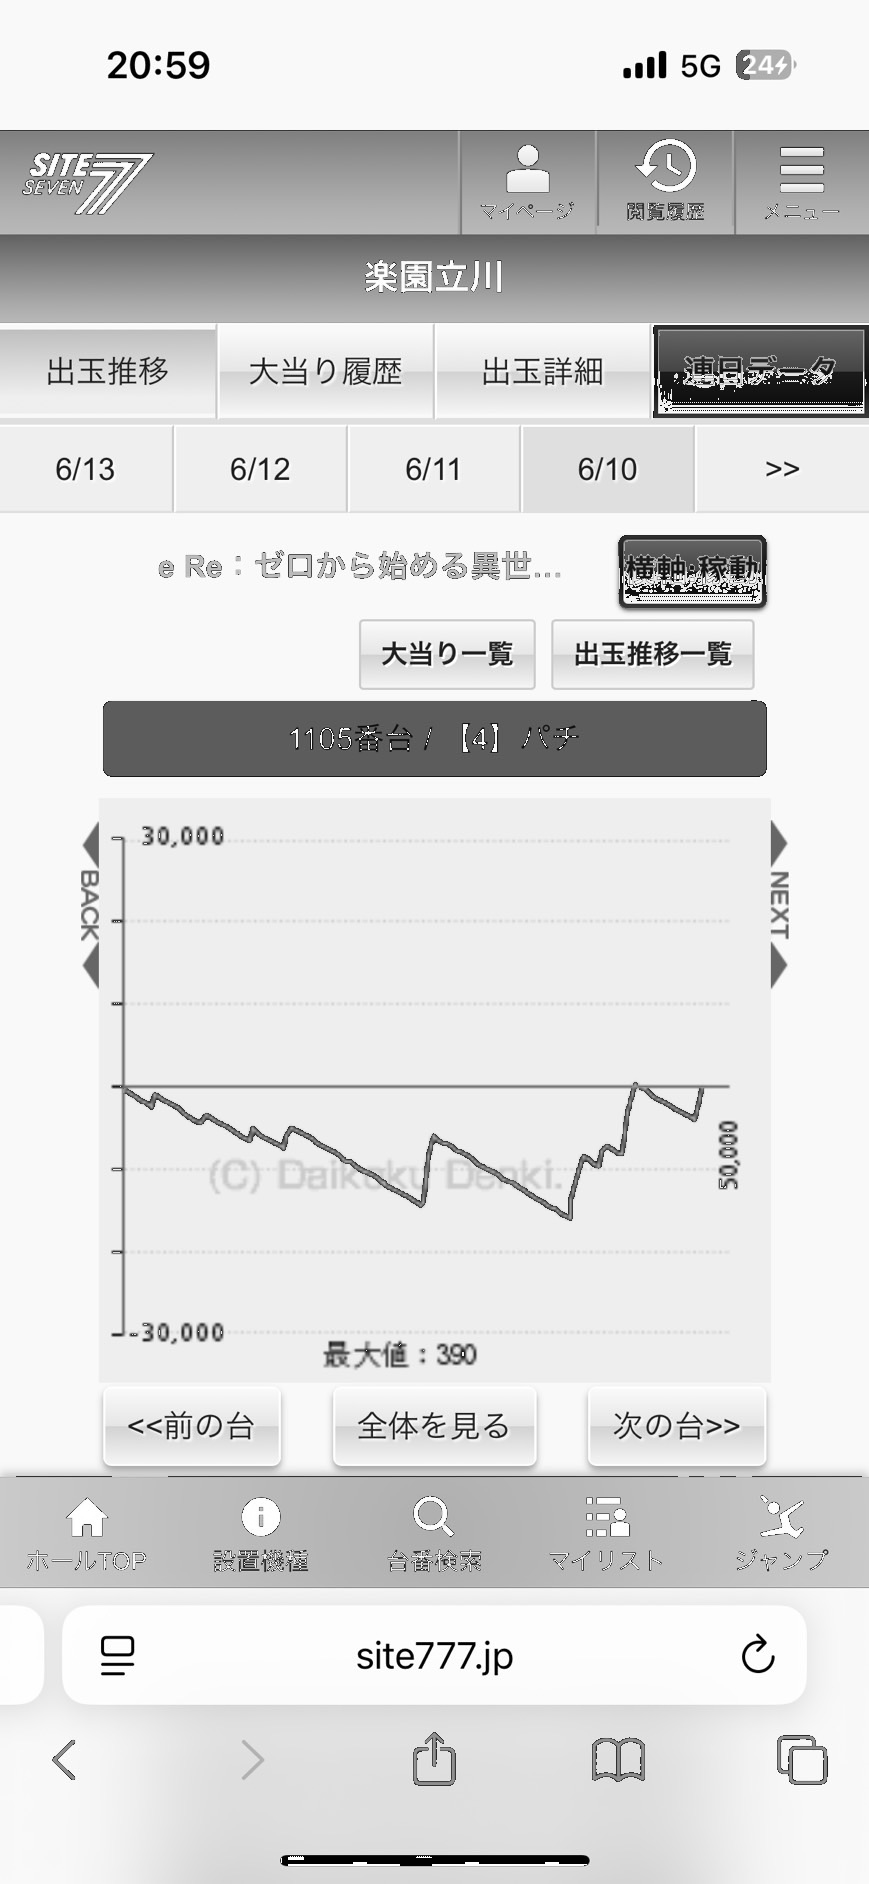 20:59
5G
24
SITE
SEVEN 77
マイページ
閲覧履歴
メニュー
楽園立川
出玉推移
大当り履歴
出玉詳細
連日データ
6/13
6/12
6/11
6/10
>>
e Re：ゼロから始める異世...
横軸:稼動
大当り一覧
出玉推移一覧
1105番台 / 【4】 パチ
30,000
BACK
NEXT
50,000
(C) Daikoku Denki.
-30,000
最大値：390
<<前の台
全体を見る
次の台>>
ホールTOP
設置機種
台番検索
マイリスト
ジャンプ
site777.jp